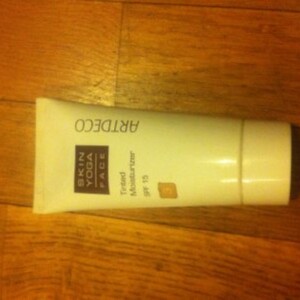 ARTDECO
SKIN
YOGA
FACE
Tinted
Moisturizer
spf 15